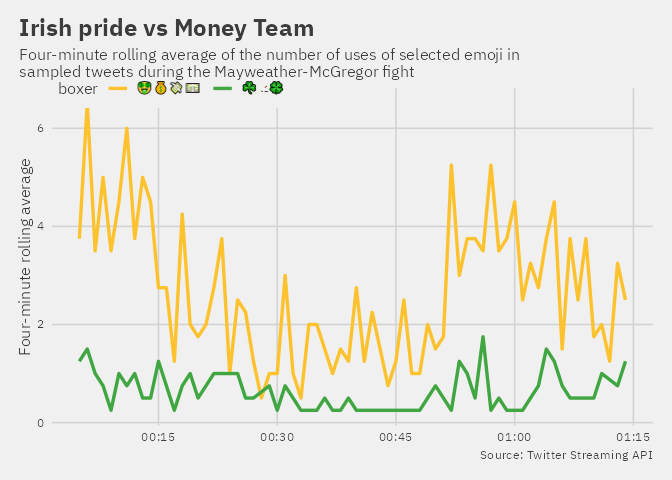 Irish pride vs Money Team
Four-minute rolling average of the number of uses of selected emoji in
sampled tweets during the Mayweather-McGregor fight
boxer
Four-minute rolling average
6
4
2
0
00:15 00:30 00:45 01:00 01:15
Source: Twitter Streaming API